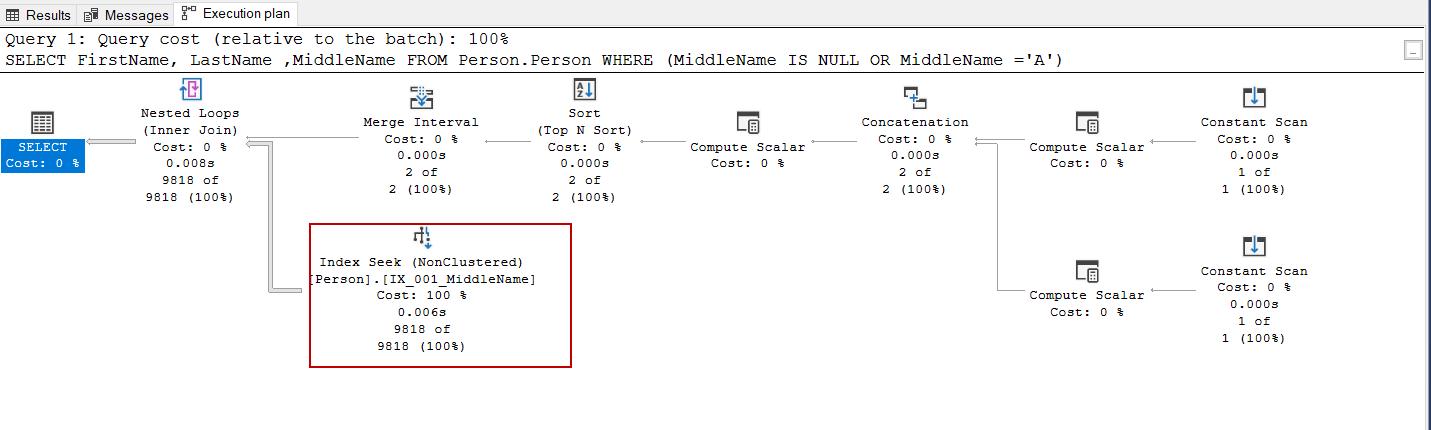 Results Messages Execution plan
Query 1: Query cost (relative to the batch): 100%
SELECT FirstName, LastName ,MiddleName FROM Person.Person WHERE (MiddleName IS NULL OR MiddleName ='A')
SELECT
Cost: 0 %
Nested Loops
(Inner Join)
Cost: 0 %
0.008s
9818 of
9818 (100%)
Merge Interval
Cost: 0 %
0.000s
2 of
2 (100%)
Sort
(Top N Sort)
Cost: 0 %
0.000s
2 of
2 (100%)
Compute Scalar
Cost: 0 %
Concatenation
Cost: 0 %
0.000s
2 of
2 (100%)
Compute Scalar
Cost: 0 %
Constant Scan
Cost: 0 %
0.000s
1 of
1 (100%)
Index Seek (NonClustered)
[Person].[IX_001_MiddleName]
Cost: 100 %
0.006s
9818 of
9818 (100%)
Compute Scalar
Cost: 0 %
Constant Scan
Cost: 0 %
0.000s
1 of
1 (100%)